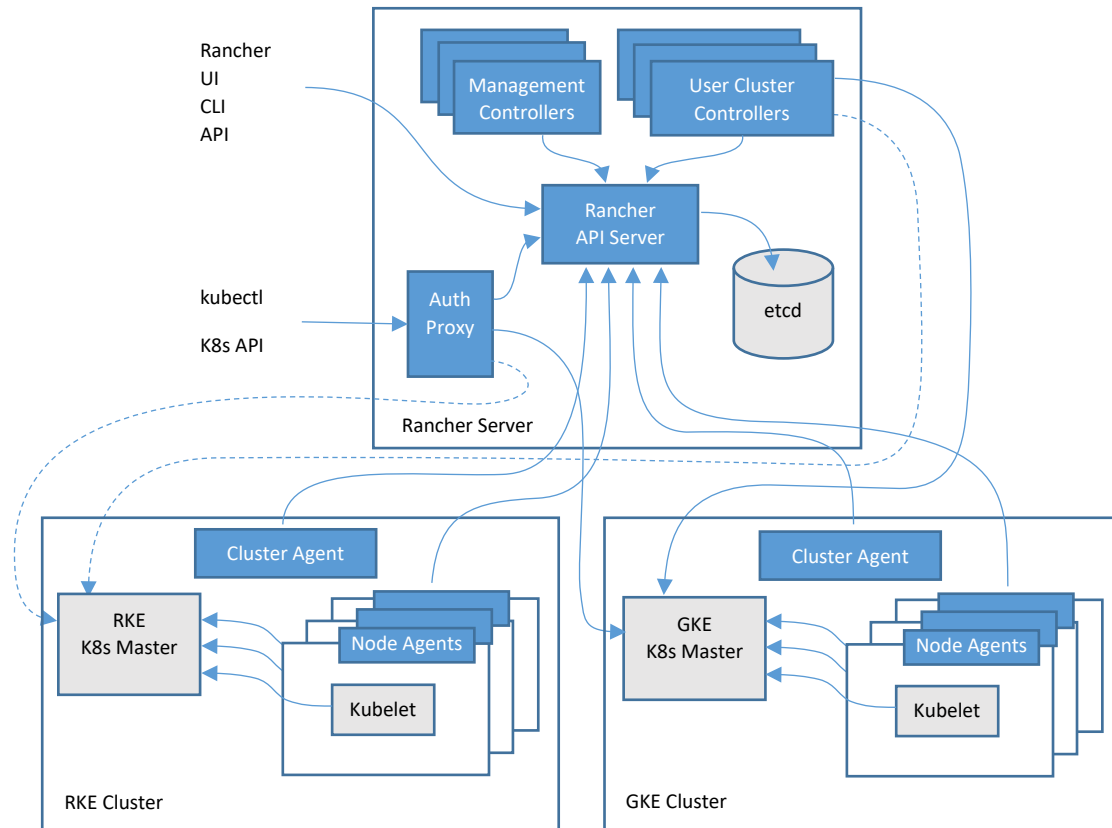 Rancher
UI
CLI
API
Management
Controllers
User Cluster
Controllers
Rancher
API Server
kubectl
K8s API
Auth
Proxy
etcd
Rancher Server
Cluster Agent
RKE
K8s Master
Node Agents
Kubelet
RKE Cluster
Cluster Agent
GKE
K8s Master
Node Agents
Kubelet
GKE Cluster